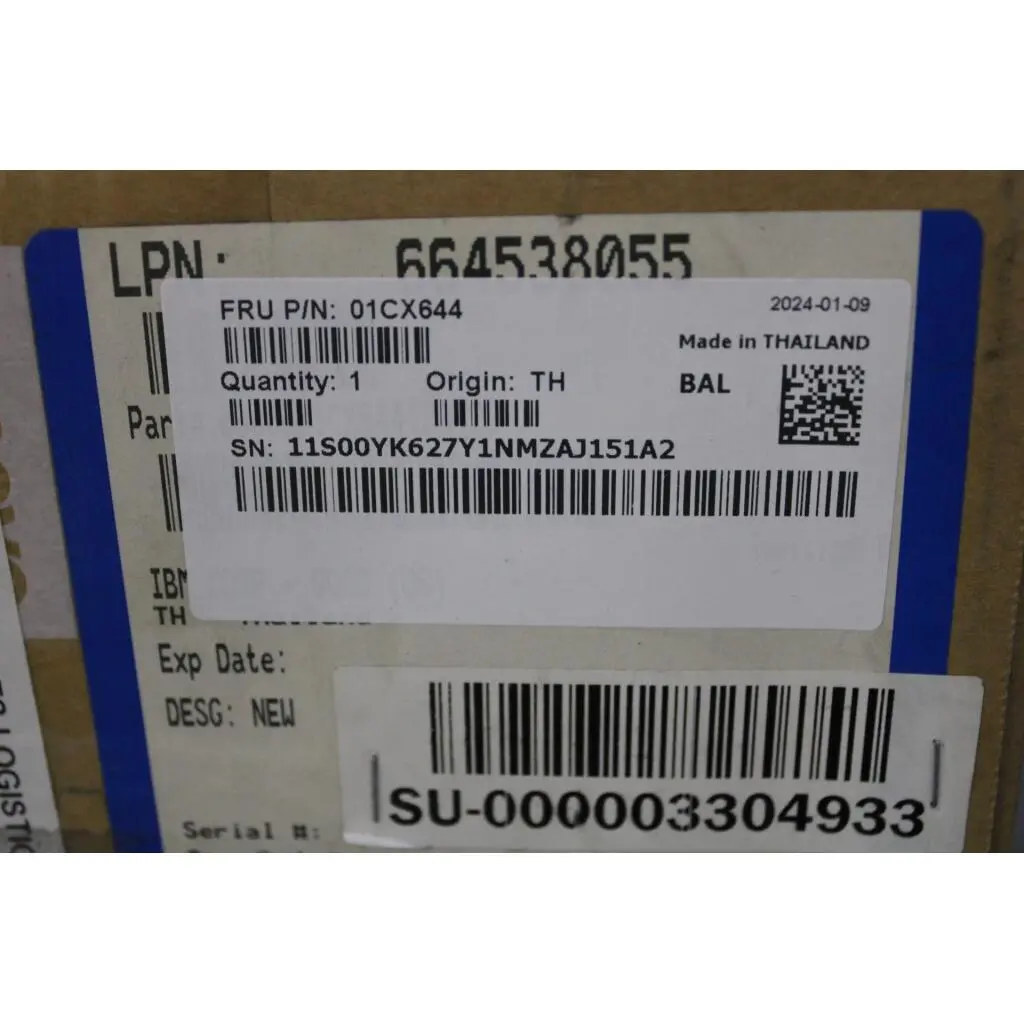 LPN: 664538055
FRU P/N: 01CX644
2024-01-09
Made in THAILAND
Quantity: 1 Origin: TH
BAL
SN: 11S00YK627Y1NMZAJ151A2
IBM
TH
Exp Date:
DESG: NEW
SU-000003304933
Serial #: